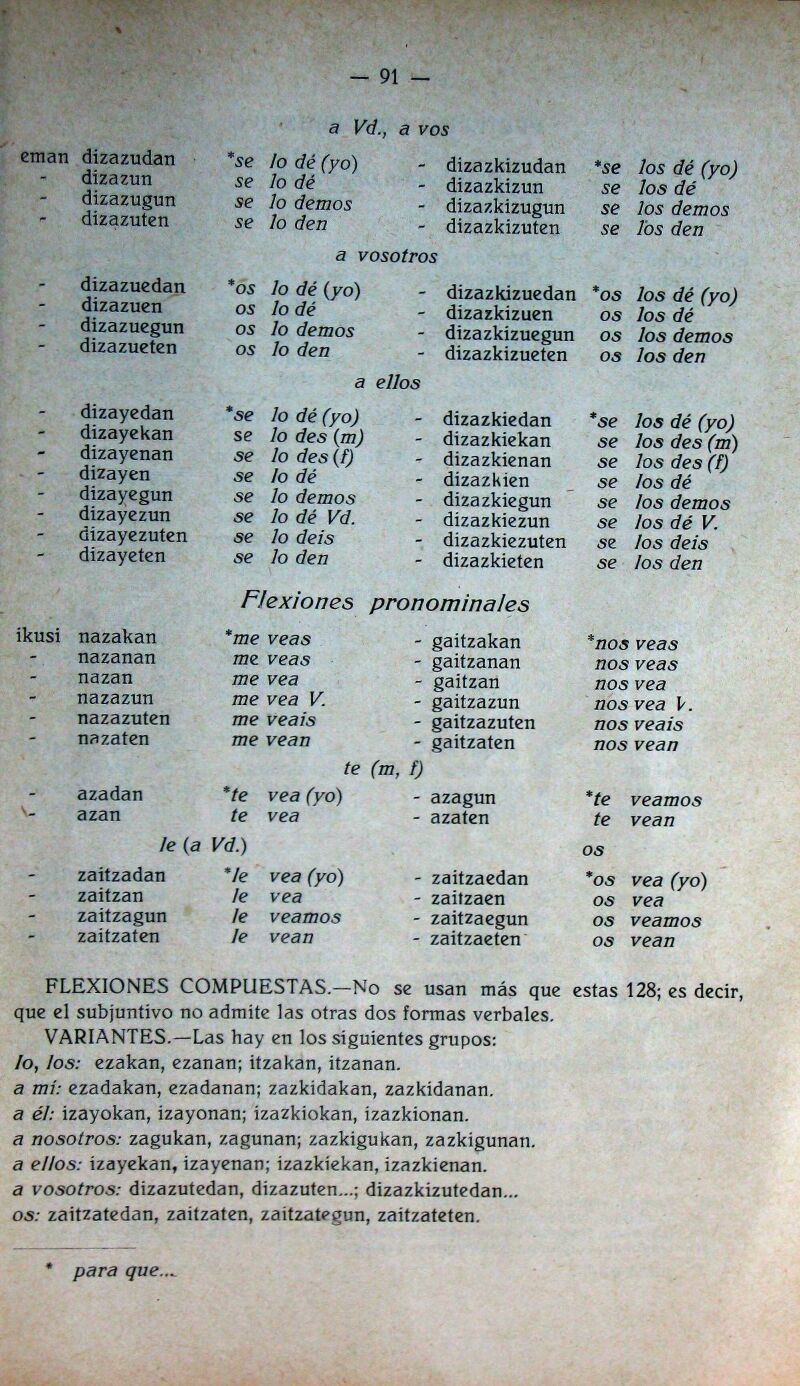 — 91 —
a Vd., a vos
eman dizazudan *se lo dé (yo) - dizazkizudan *se los dé (yo)
- dizazun se lo dé - dizazkizun se los dé
- dizazugun se lo demos - dizazkizugun se los demos
- dizazuten se lo den - dizazkizuten se los den
a vosotros
- dizazuedan *os lo dé (yo) - dizazkizuedan *os los dé (yo)
- dizazuen os lo dé - dizazkizuen os los dé
- dizazuegun os lo demos - dizazkizuegun os los demos
- dizazueten os lo den - dizazkizueten os los den
a ellos
- dizayedan *se lo dé (yo) - dizazkiedan *se los dé (yo)
- dizayekan se lo des (m) - dizazkiekan se los des (m)
- dizayenan se lo des (f) - dizazkienan se los des (f)
- dizayen se lo dé - dizazkien se los dé
- dizayegun se lo demos - dizazkiegun se los demos
- dizayezun se lo dé Vd. - dizazkiezun se los dé V.
- dizayezuten se lo deis - dizazkiezuten se los deis
- dizayeten se lo den - dizazkieten se los den
Flexiones pronominales
ikusi nazakan *me veas - gaitzakan *nos veas
- nazanan me veas - gaitzanan nos veas
- nazan me vea - gaitzan nos vea
- nazazun me vea V. - gaitzazun nos vea V.
- nazazuten me veais - gaitzazuten nos veais
- nazaten me vean - gaitzaten nos vean
te (m, f)
- azadan *te vea (yo) - azagun *te veamos
- azan te vea - azaten te vean
le (a Vd.) os
- zaitzadan *le vea (yo) - zaitzaedan *os vea (yo)
- zaitzan le vea - zaitzaen os vea
- zaitzagun le veamos - zaitzaegun os veamos
- zaitzaten le vean - zaitzaeten os vean
FLEXIONES COMPUESTAS.—No se usan más que estas 128; es decir,
que el subjuntivo no admite las otras dos formas verbales.
VARIANTES.—Las hay en los siguientes grupos:
lo, los: ezakan, ezanan; itzakan, itzanan.
a mí: ezadakan, ezadanan; zazkidakan, zazkidanan.
a él: izayokan, izayonan; izazkiokan, izazkionan.
a nosotros: zagukan, zagunan; zazkigukan, zazkigunan.
a ellos: izayekan, izayenan; izazkiekan, izazkienan.
a vosotros: dizazutedan, dizazuten...; dizazkizutedan...
os: zaitzatedan, zaitzaten, zaitzategun, zaitzateten.
* para que...